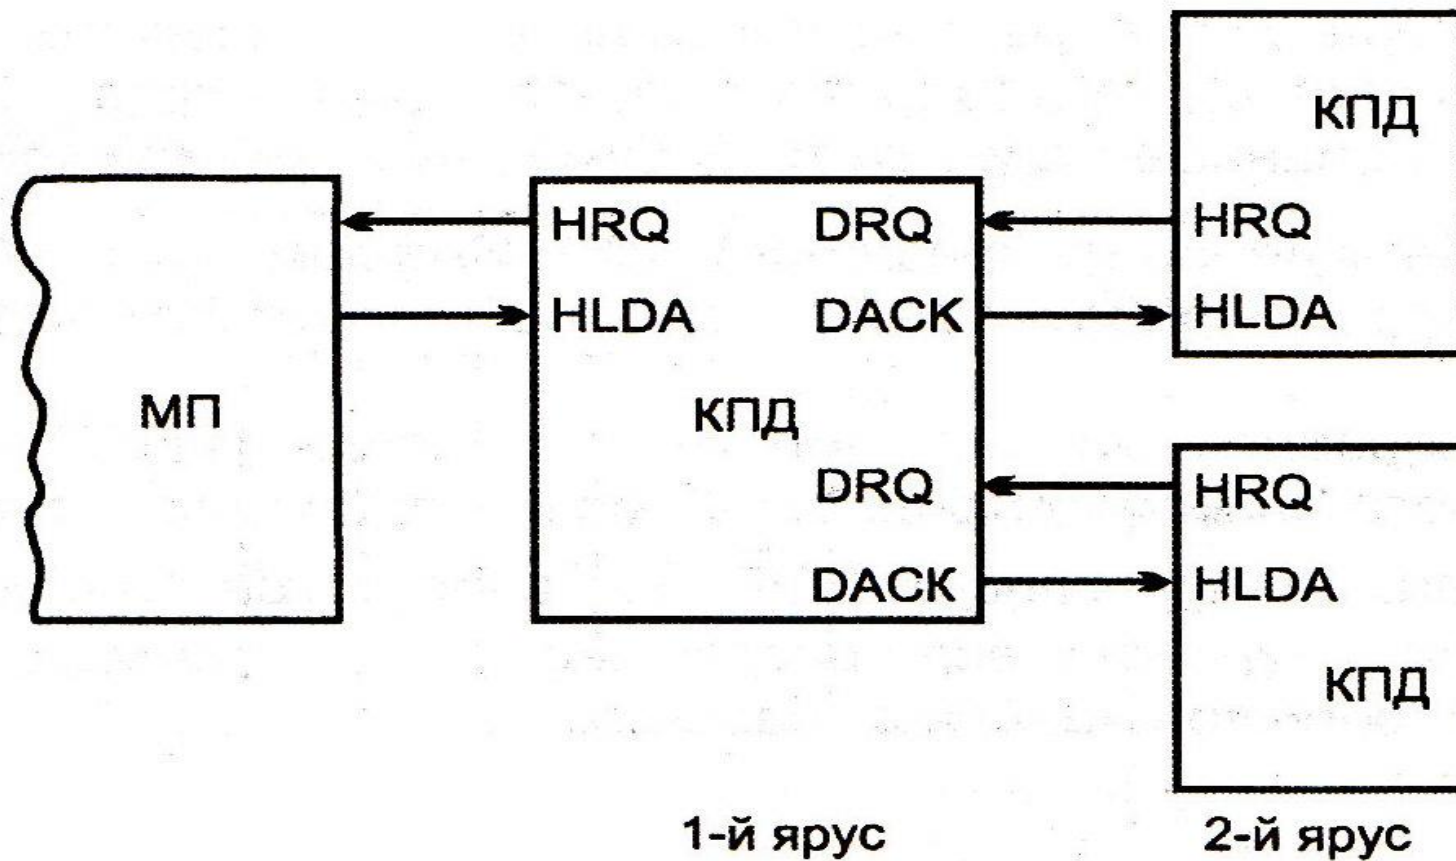 КПД
HRQ
HLDA
МП
HRQ DRQ
HLDA DACK
КПД
DRQ
DACK
HRQ
HLDA
КПД
1-й ярус 2-й ярус